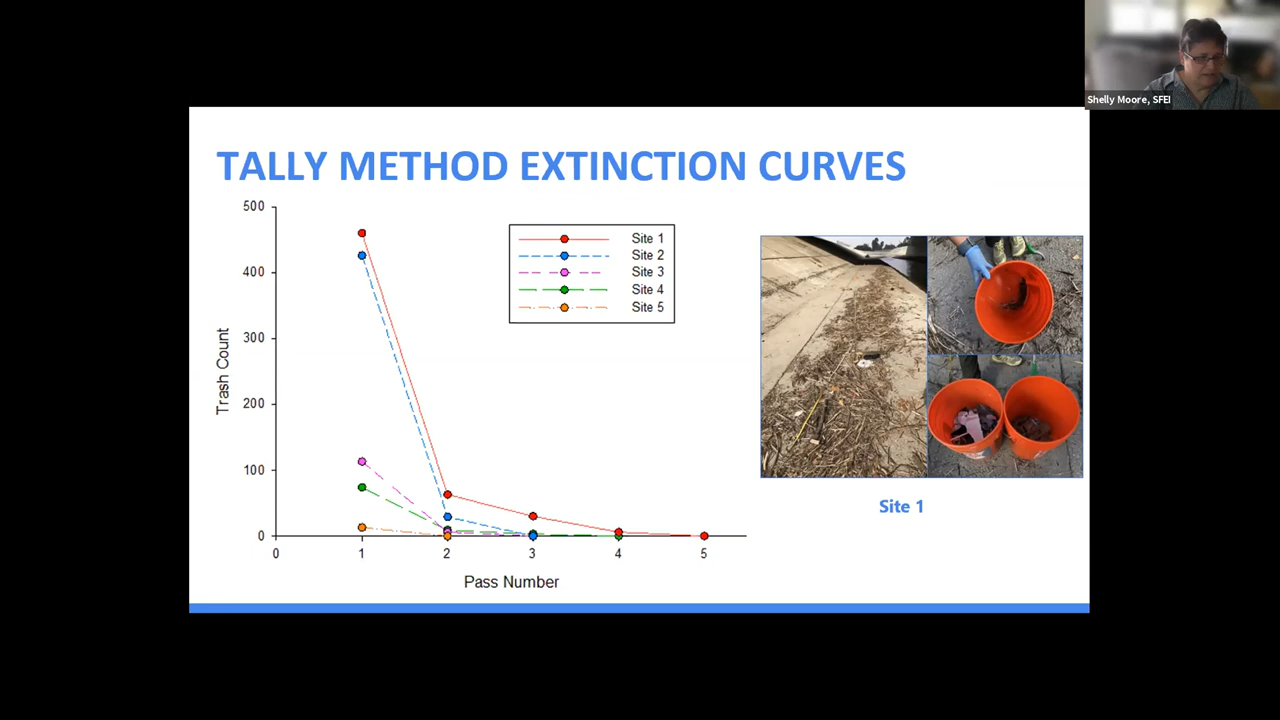 Shelly Moore, SFEI
TALLY METHOD EXTINCTION CURVES
500
400
300
200
100
0
Trash Count
0 1 2 3 4 5
Pass Number
Site 1
Site 2
Site 3
Site 4
Site 5
Site 1